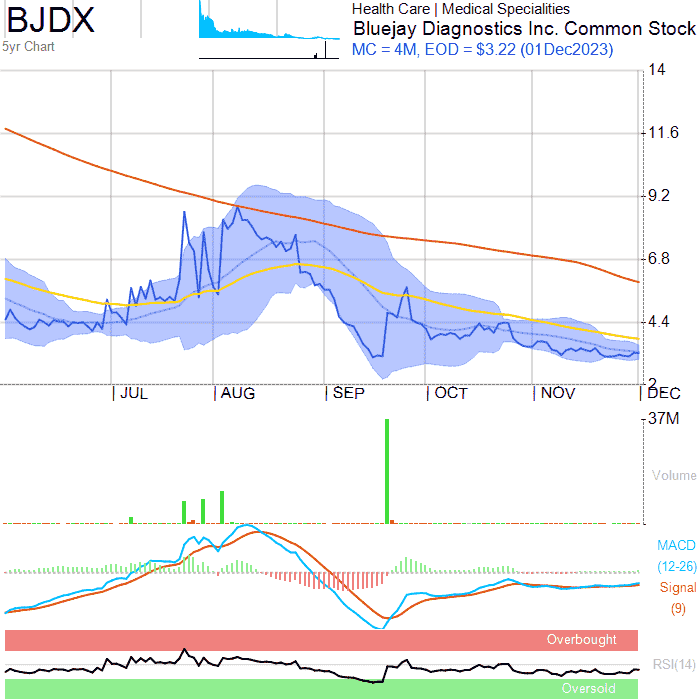 BJDX
5yr Chart
Health Care | Medical Specialities
Bluejay Diagnostics Inc. Common Stock
MC = 4M, EOD = $3.22 (01Dec2023)
14
11.6
9.2
6.8
4.4
2
JUL AUG SEP OCT NOV DEC
37M
Volume
MACD
(12-26)
Signal
(9)
Overbought
RSI(14)
Oversold